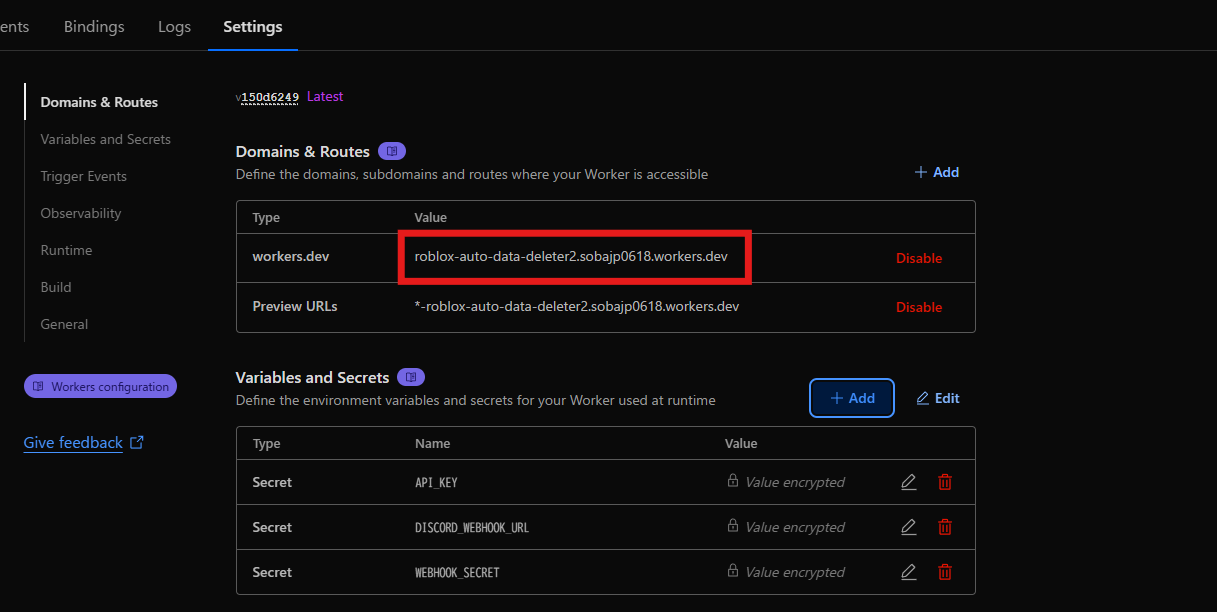 ents Bindings Logs Settings
Domains & Routes
Variables and Secrets
Trigger Events
Observability
Runtime
Build
General
Workers configuration
Give feedback
v150d6249 Latest
Domains & Routes
Define the domains, subdomains and routes where your Worker is accessible
+ Add
Type Value
workers.dev roblox-auto-data-deleter2.sobajp0618.workers.dev Disable
Preview URLs *-roblox-auto-data-deleter2.sobajp0618.workers.dev Disable
Variables and Secrets
Define the environment variables and secrets for your Worker used at runtime
+ Add Edit
Type Name Value
Secret API_KEY Value encrypted
Secret DISCORD_WEBHOOK_URL Value encrypted
Secret WEBHOOK_SECRET Value encrypted